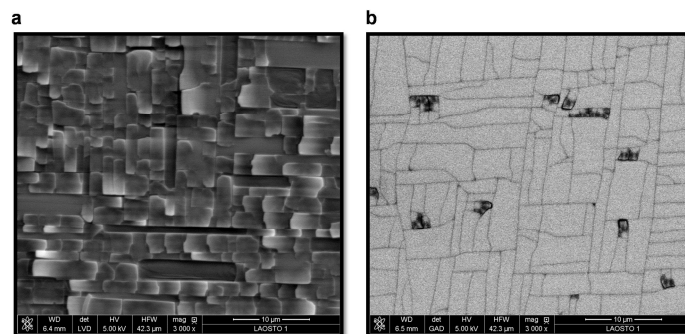 a
b
WD det HV HFW mag 10 μm
6.4 mm LVD 5.00 kV 42.3 μm 3 000 x LAOSTO 1
WD det HV HFW mag 10 μm
6.5 mm GAD 5.00 kV 42.3 μm 3 000 x LAOSTO 1